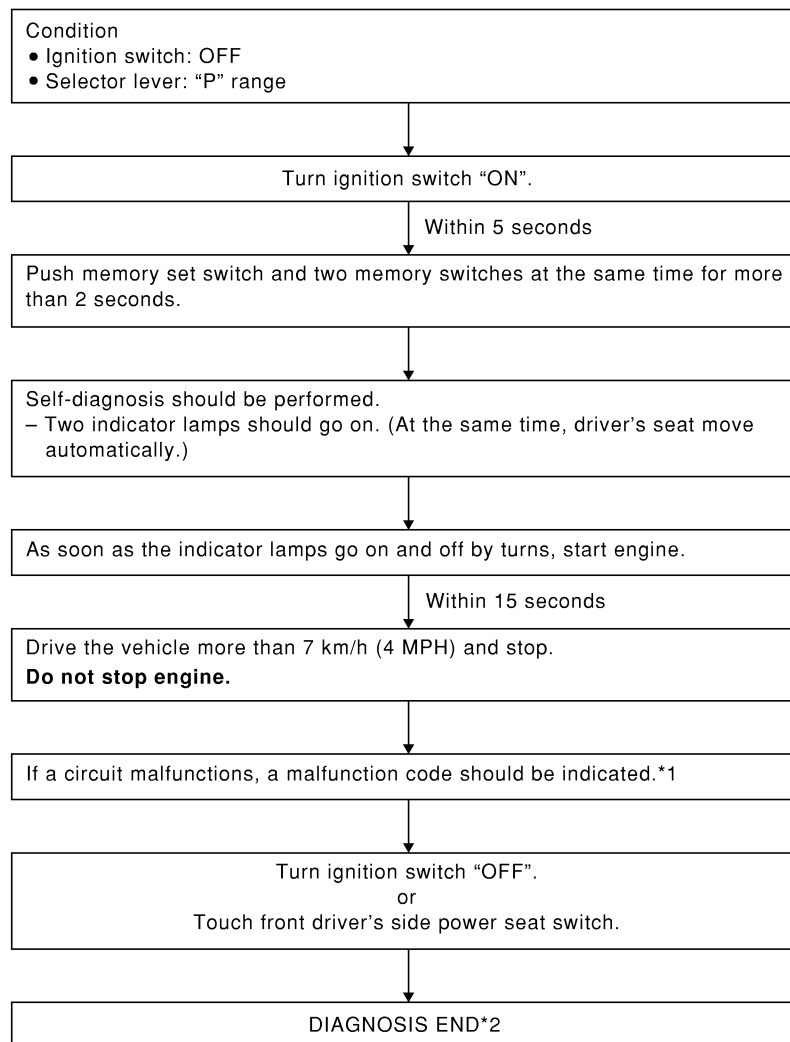 Condition
● Ignition switch: OFF
● Selector lever: “P” range
Turn ignition switch “ON”.
Within 5 seconds
Push memory set switch and two memory switches at the same time for more
than 2 seconds.
Self-diagnosis should be performed.
– Two indicator lamps should go on. (At the same time, driver’s seat move
automatically.)
As soon as the indicator lamps go on and off by turns, start engine.
Within 15 seconds
Drive the vehicle more than 7 km/h (4 MPH) and stop.
Do not stop engine.
If a circuit malfunctions, a malfunction code should be indicated.*1
Turn ignition switch “OFF”.
or
Touch front driver’s side power seat switch.
DIAGNOSIS END*2